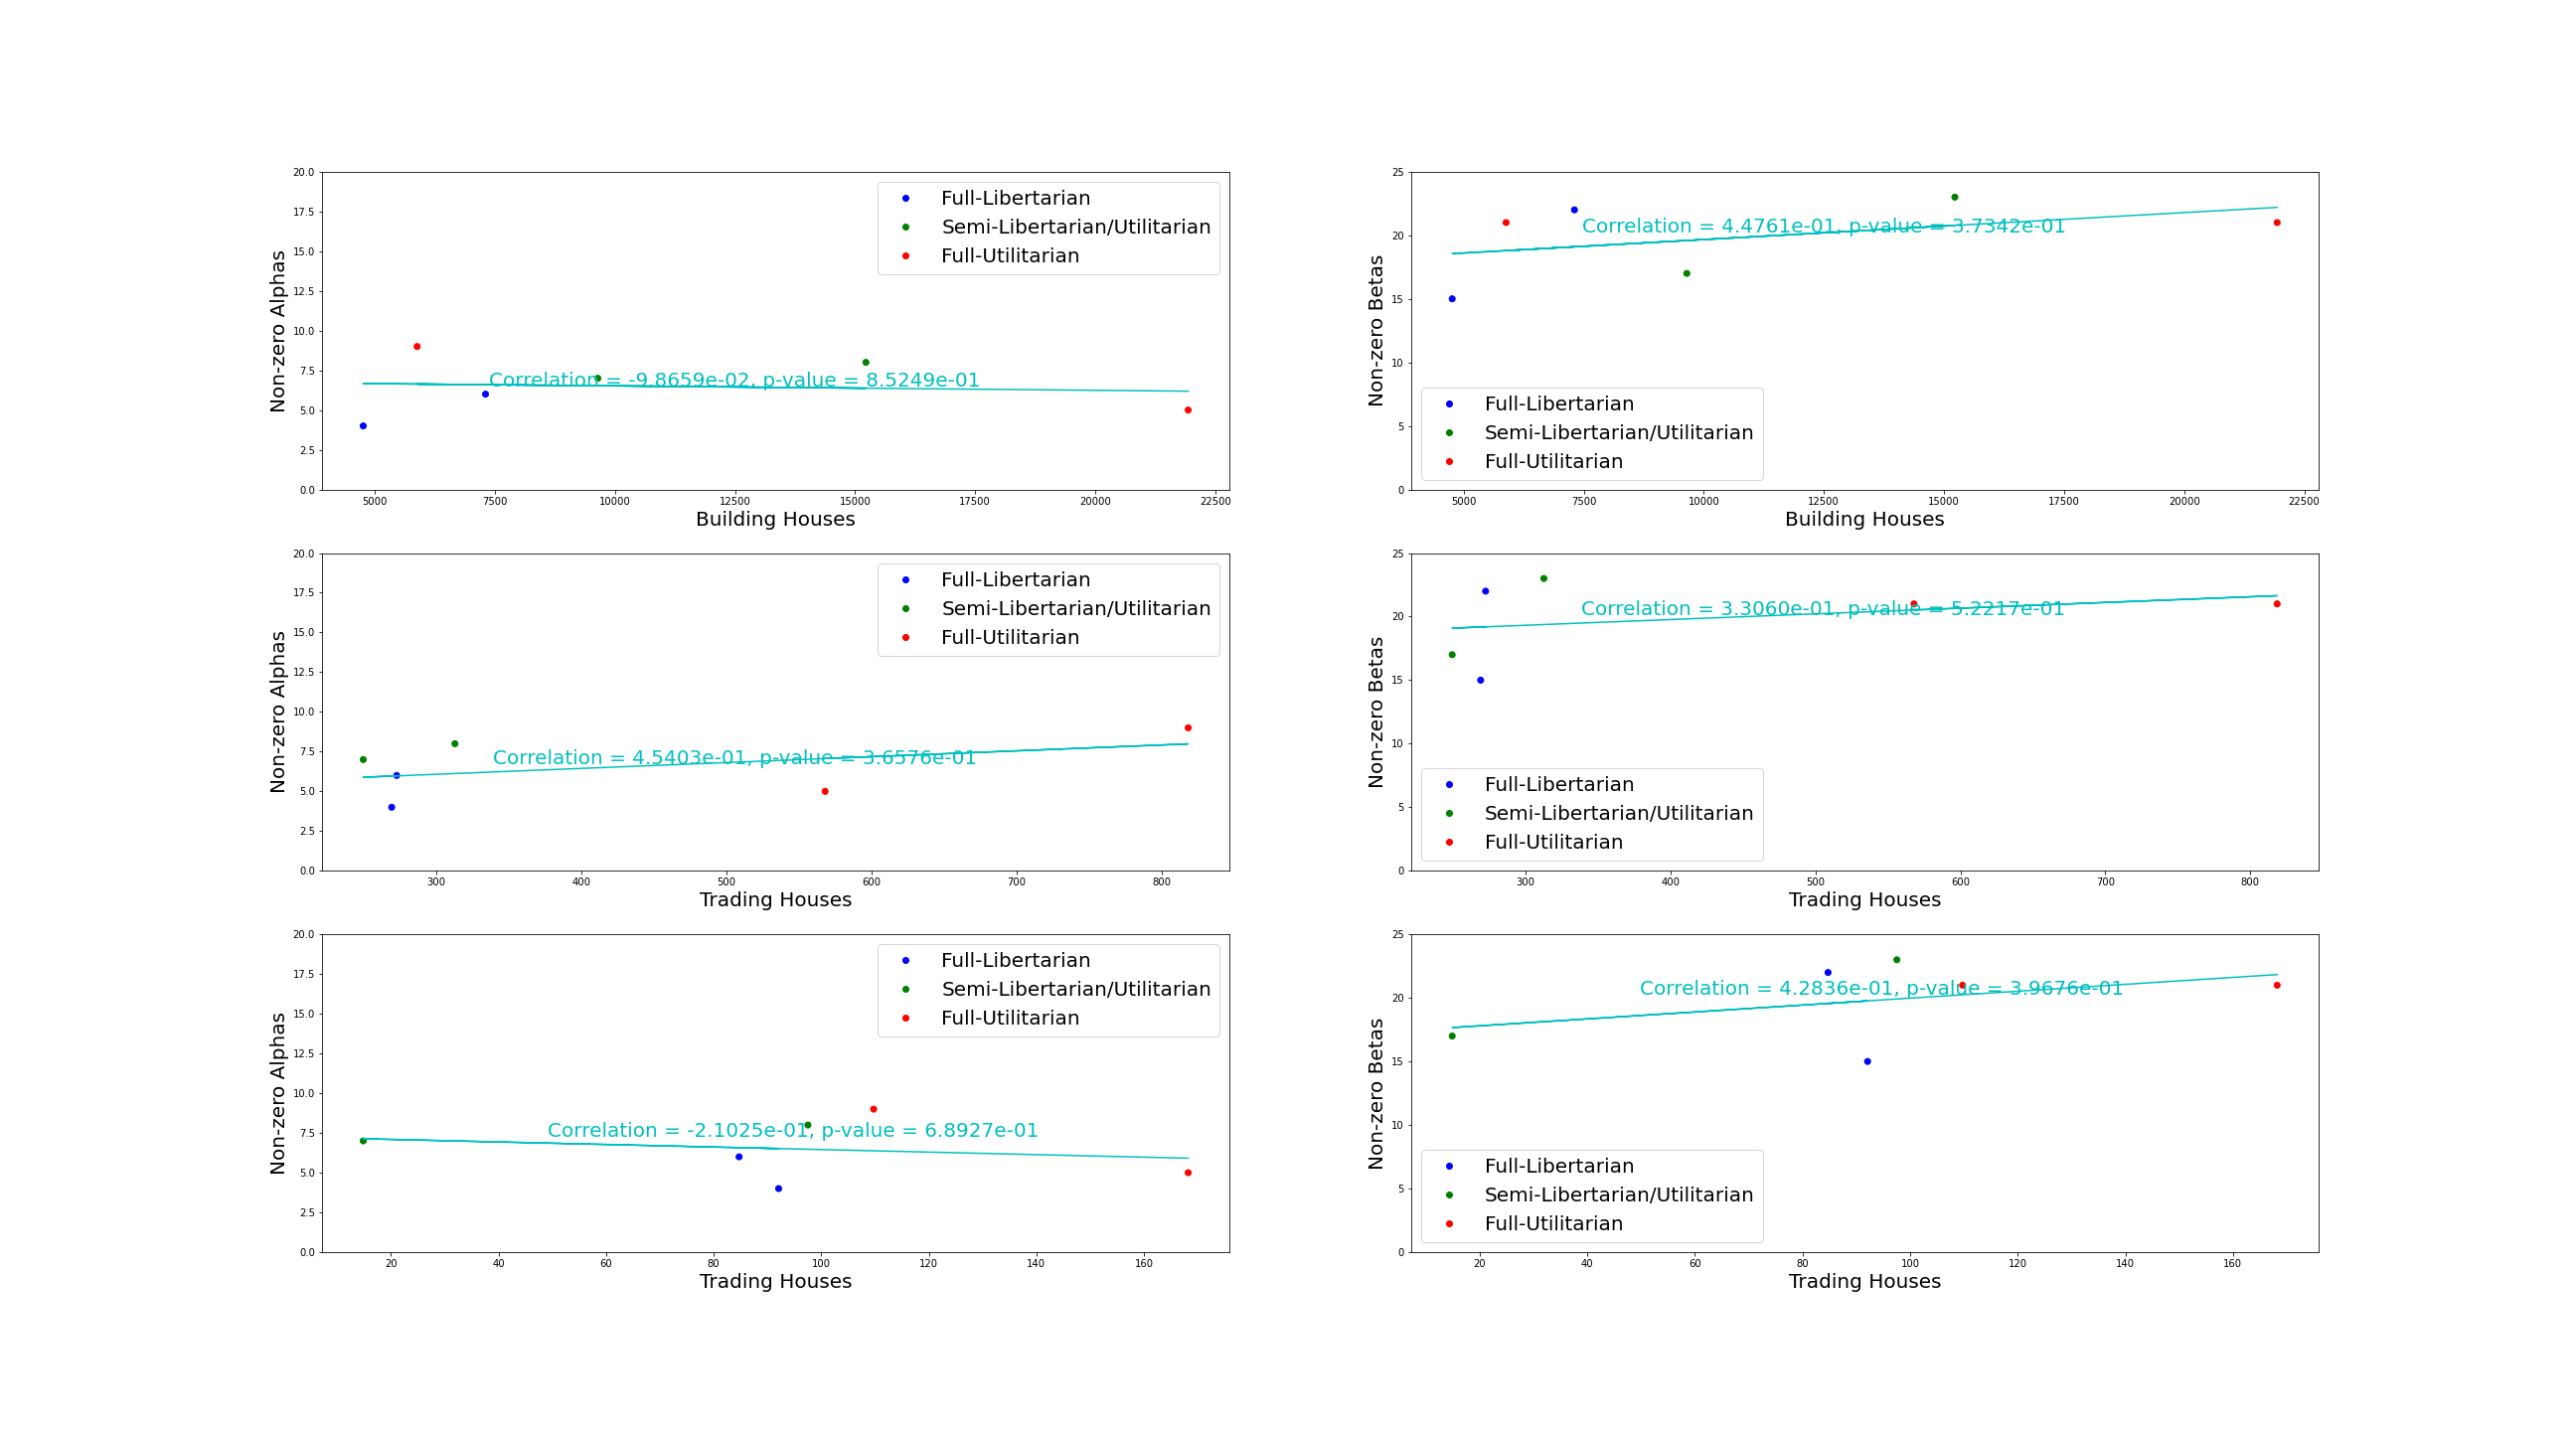 20.0
17.5
15.0
12.5
10.0
7.5
5.0
2.5
0.0
Non-zero Alphas
Full-Libertarian
Semi-Libertarian/Utilitarian
Full-Utilitarian
Correlation = -9.8659e-02, p-value = 8.5249e-01
5000 7500 10000 12500 15000 17500 20000 22500
Building Houses
25
20
15
10
5
0
Non-zero Betas
Correlation = 4.4761e-01, p-value = 3.7342e-01
Full-Libertarian
Semi-Libertarian/Utilitarian
Full-Utilitarian
5000 7500 10000 12500 15000 17500 20000 22500
Building Houses
20.0
17.5
15.0
12.5
10.0
7.5
5.0
2.5
0.0
Non-zero Alphas
Full-Libertarian
Semi-Libertarian/Utilitarian
Full-Utilitarian
Correlation = 4.5403e-01, p-value = 3.6576e-01
300 400 500 600 700 800
Trading Houses
25
20
15
10
5
0
Non-zero Betas
Correlation = 3.3060e-01, p-value = 5.2217e-01
Full-Libertarian
Semi-Libertarian/Utilitarian
Full-Utilitarian
300 400 500 600 700 800
Trading Houses
20.0
17.5
15.0
12.5
10.0
7.5
5.0
2.5
0.0
Non-zero Alphas
Full-Libertarian
Semi-Libertarian/Utilitarian
Full-Utilitarian
Correlation = -2.1025e-01, p-value = 6.8927e-01
20 40 60 80 100 120 140 160
Trading Houses
25
20
15
10
5
0
Non-zero Betas
Correlation = 4.2836e-01, p-value = 3.9676e-01
Full-Libertarian
Semi-Libertarian/Utilitarian
Full-Utilitarian
20 40 60 80 100 120 140 160
Trading Houses